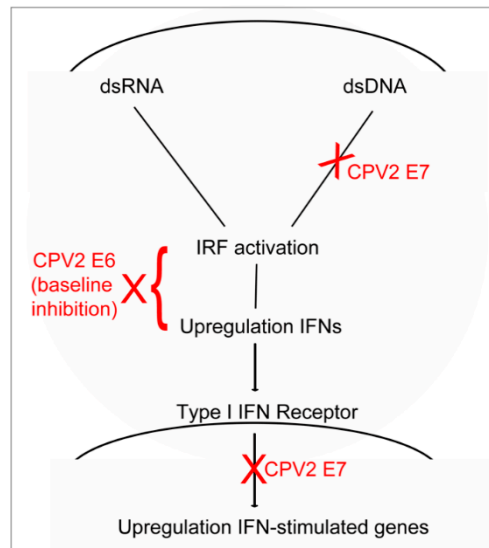 dsRNA
dsDNA
CPV2 E7
IRF activation
CPV2 E6
(baseline
inhibition)
X
{
Upregulation IFNs
Type I IFN Receptor
X
CPV2 E7
Upregulation IFN-stimulated genes